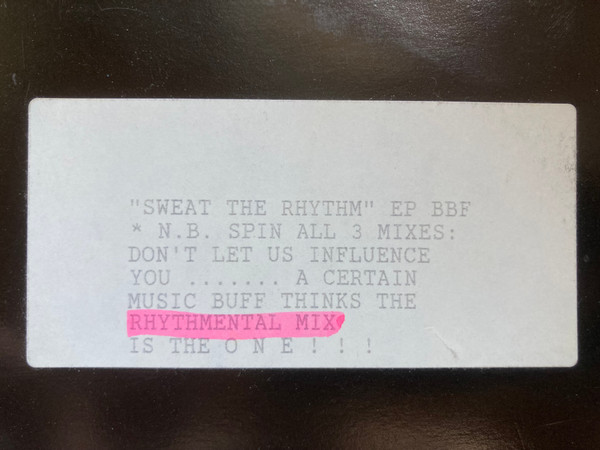 "SWEAT THE RHYTHM" EP BBF
* N.B. SPIN ALL 3 MIXES:
DON'T LET US INFLUENCE
YOU ....... A CERTAIN
MUSIC BUFF THINKS THE
RHYTHMENTAL MIX
IS THE O N E ! ! !